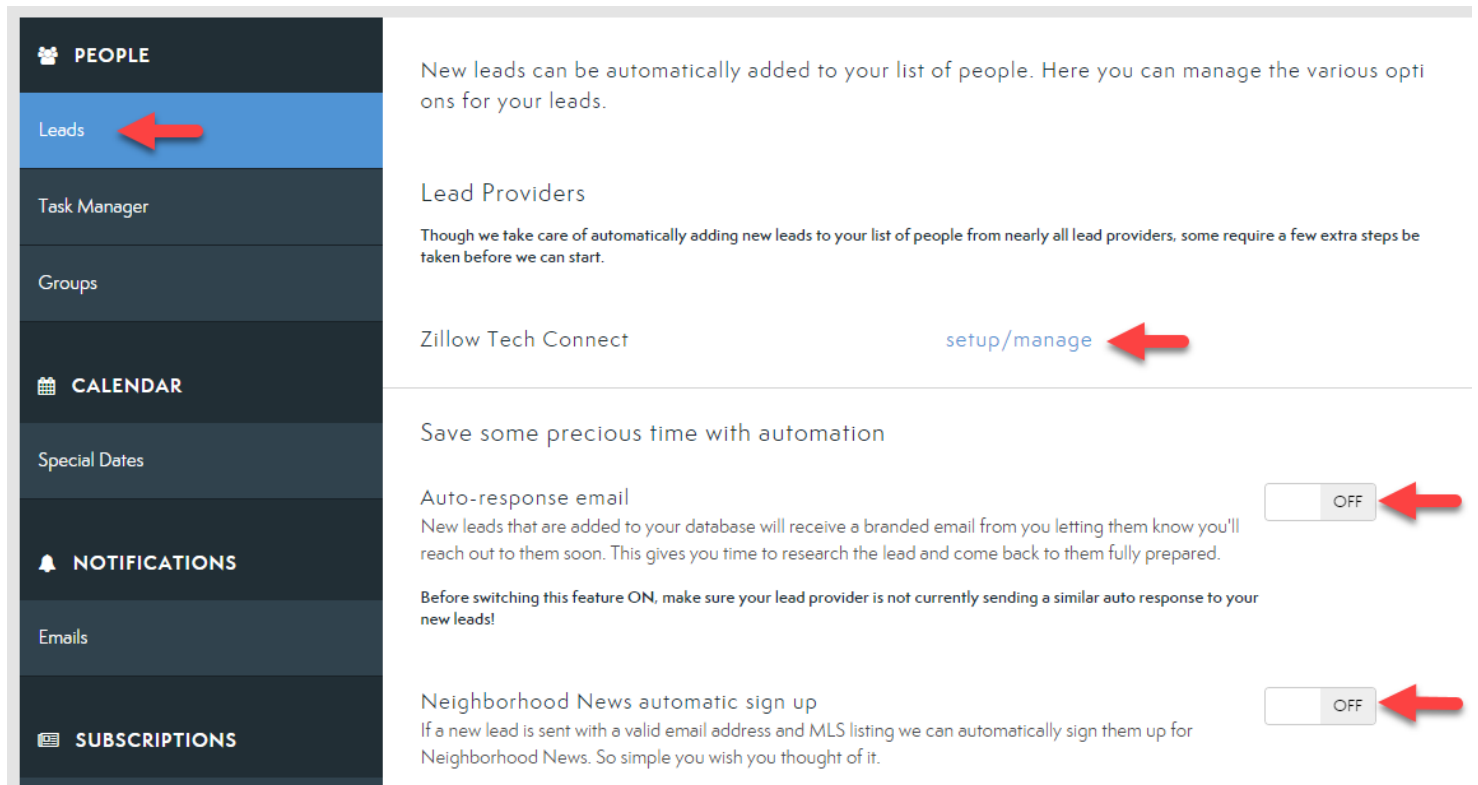 PEOPLE
Leads
Task Manager
Groups
CALENDAR
Special Dates
NOTIFICATIONS
Emails
SUBSCRIPTIONS
New leads can be automatically added to your list of people. Here you can manage the various opti
ons for your leads.
Lead Providers
Though we take care of automatically adding new leads to your list of people from nearly all lead providers, some require a few extra steps be
taken before we can start.
Zillow Tech Connect
setup/manage
Save some precious time with automation
Auto-response email
OFF
New leads that are added to your database will receive a branded email from you letting them know you'll
reach out to them soon. This gives you time to research the lead and come back to them fully prepared.
Before switching this feature ON, make sure your lead provider is not currently sending a similar auto response to your
new leads!
Neighborhood News automatic sign up
OFF
If a new lead is sent with a valid email address and MLS listing we can automatically sign them up for
Neighborhood News. So simple you wish you thought of it.